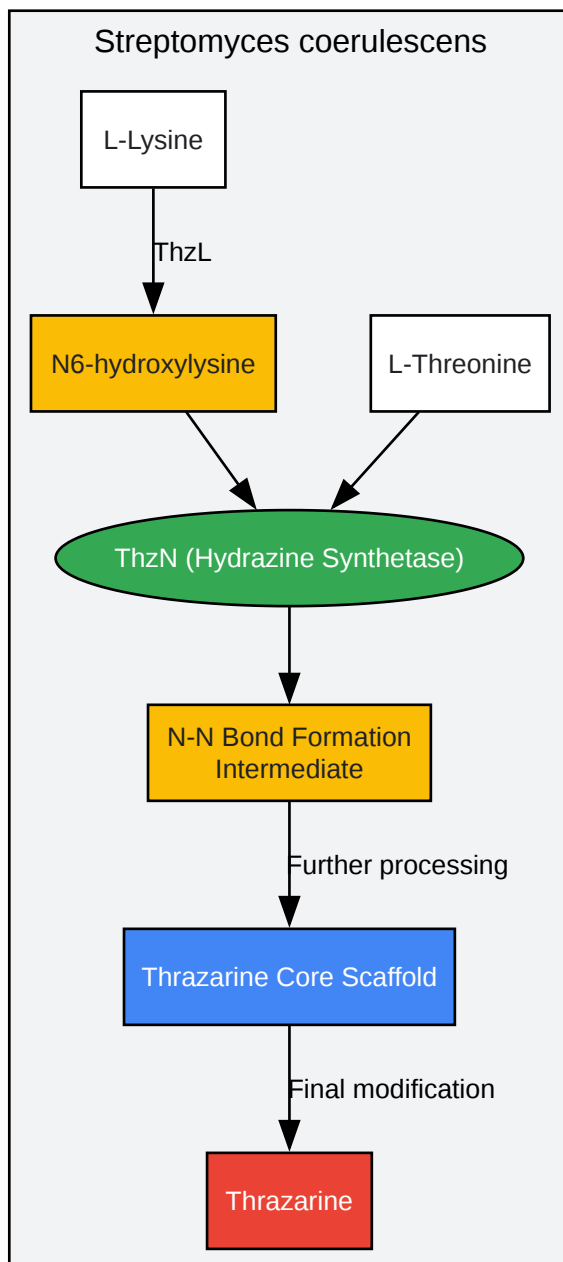 Streptomyces coerulescens
L-Lysine
ThzL
N6-hydroxylysine
L-Threonine
ThzN (Hydrazine Synthetase)
N-N Bond Formation
Intermediate
Further processing
Thrazarine Core Scaffold
Final modification
Thrazarine